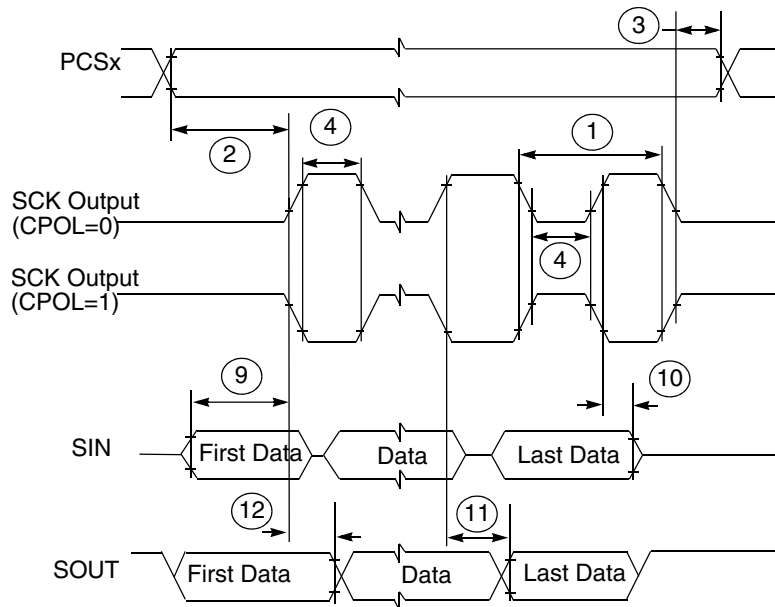 3
PCSx
2
4
1
SCK Output
(CPOL=0)
4
SCK Output
(CPOL=1)
9
10
SIN
First Data
Data
Last Data
12
11
SOUT
First Data
Data
Last Data